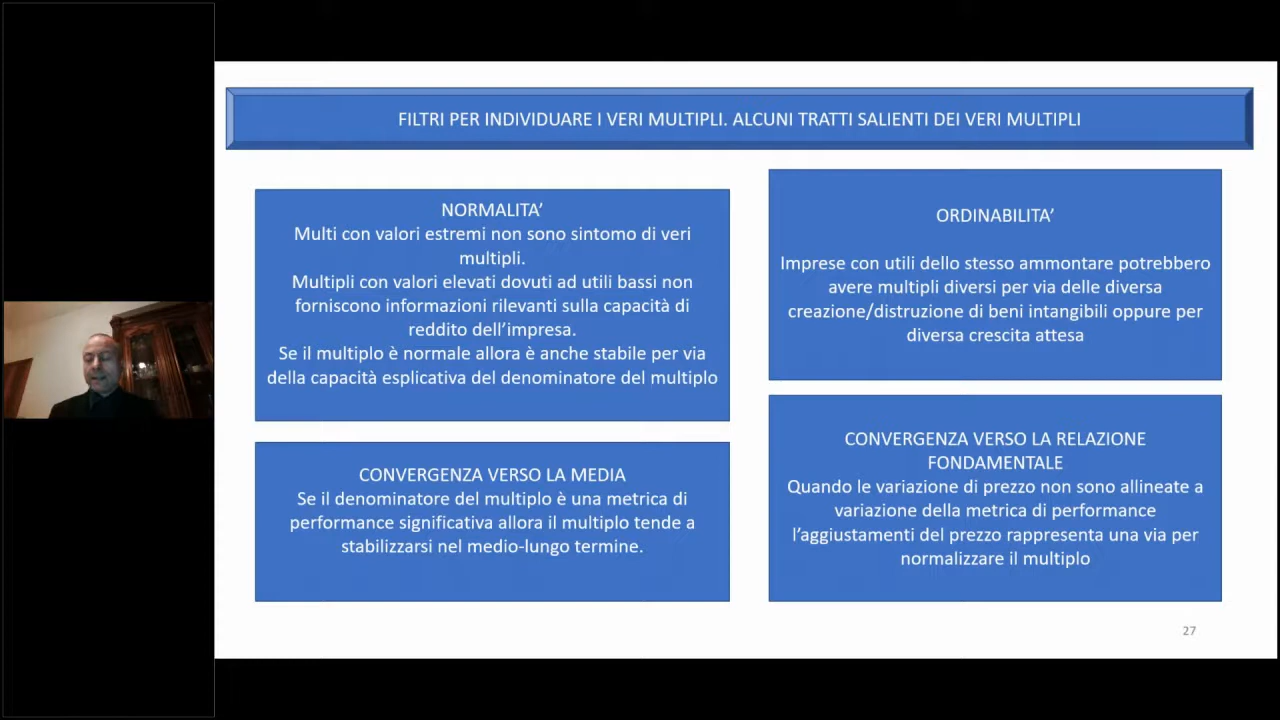 FILTRI PER INDIVIDUARE I VERI MULTIPLI. ALCUNI TRATTI SALIENTI DEI VERI MULTIPLI
NORMALITA’
Multi con valori estremi non sono sintomo di veri
multipli.
Multipli con valori elevati dovuti ad utili bassi non
forniscono informazioni rilevanti sulla capacità di
reddito dell’impresa.
Se il multiplo è normale allora è anche stabile per via
della capacità esplicativa del denominatore del multiplo
ORDINABILITA’
Imprese con utili dello stesso ammontare potrebbero
avere multipli diversi per via delle diversa
creazione/distruzione di beni intangibili oppure per
diversa crescita attesa
CONVERGENZA VERSO LA MEDIA
Se il denominatore del multiplo è una metrica di
performance significativa allora il multiplo tende a
stabilizzarsi nel medio-lungo termine.
CONVERGENZA VERSO LA RELAZIONE
FONDAMENTALE
Quando le variazione di prezzo non sono allineate a
variazione della metrica di performance
l’aggiustamenti del prezzo rappresenta una via per
normalizzare il multiplo
27